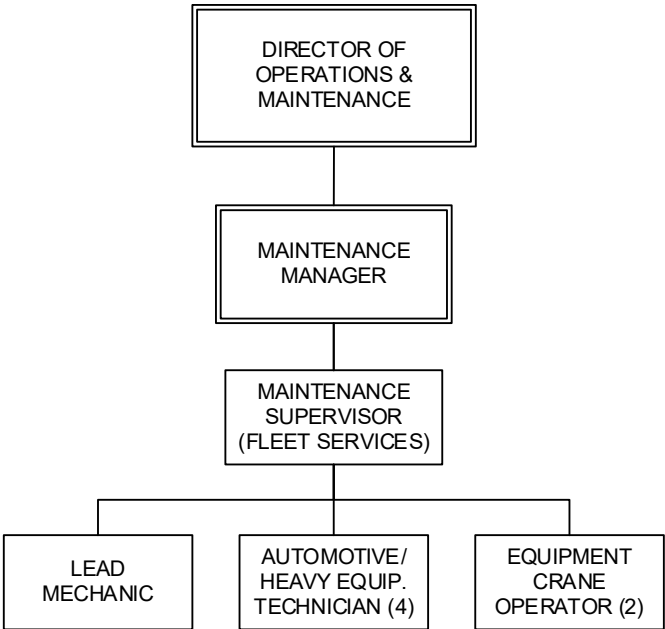 DIRECTOR OF
OPERATIONS &
MAINTENANCE
MAINTENANCE
MANAGER
MAINTENANCE
SUPERVISOR
(FLEET SERVICES)
LEAD
MECHANIC
AUTOMOTIVE/
HEAVY EQUIP.
TECHNICIAN (4)
EQUIPMENT
CRANE
OPERATOR (2)